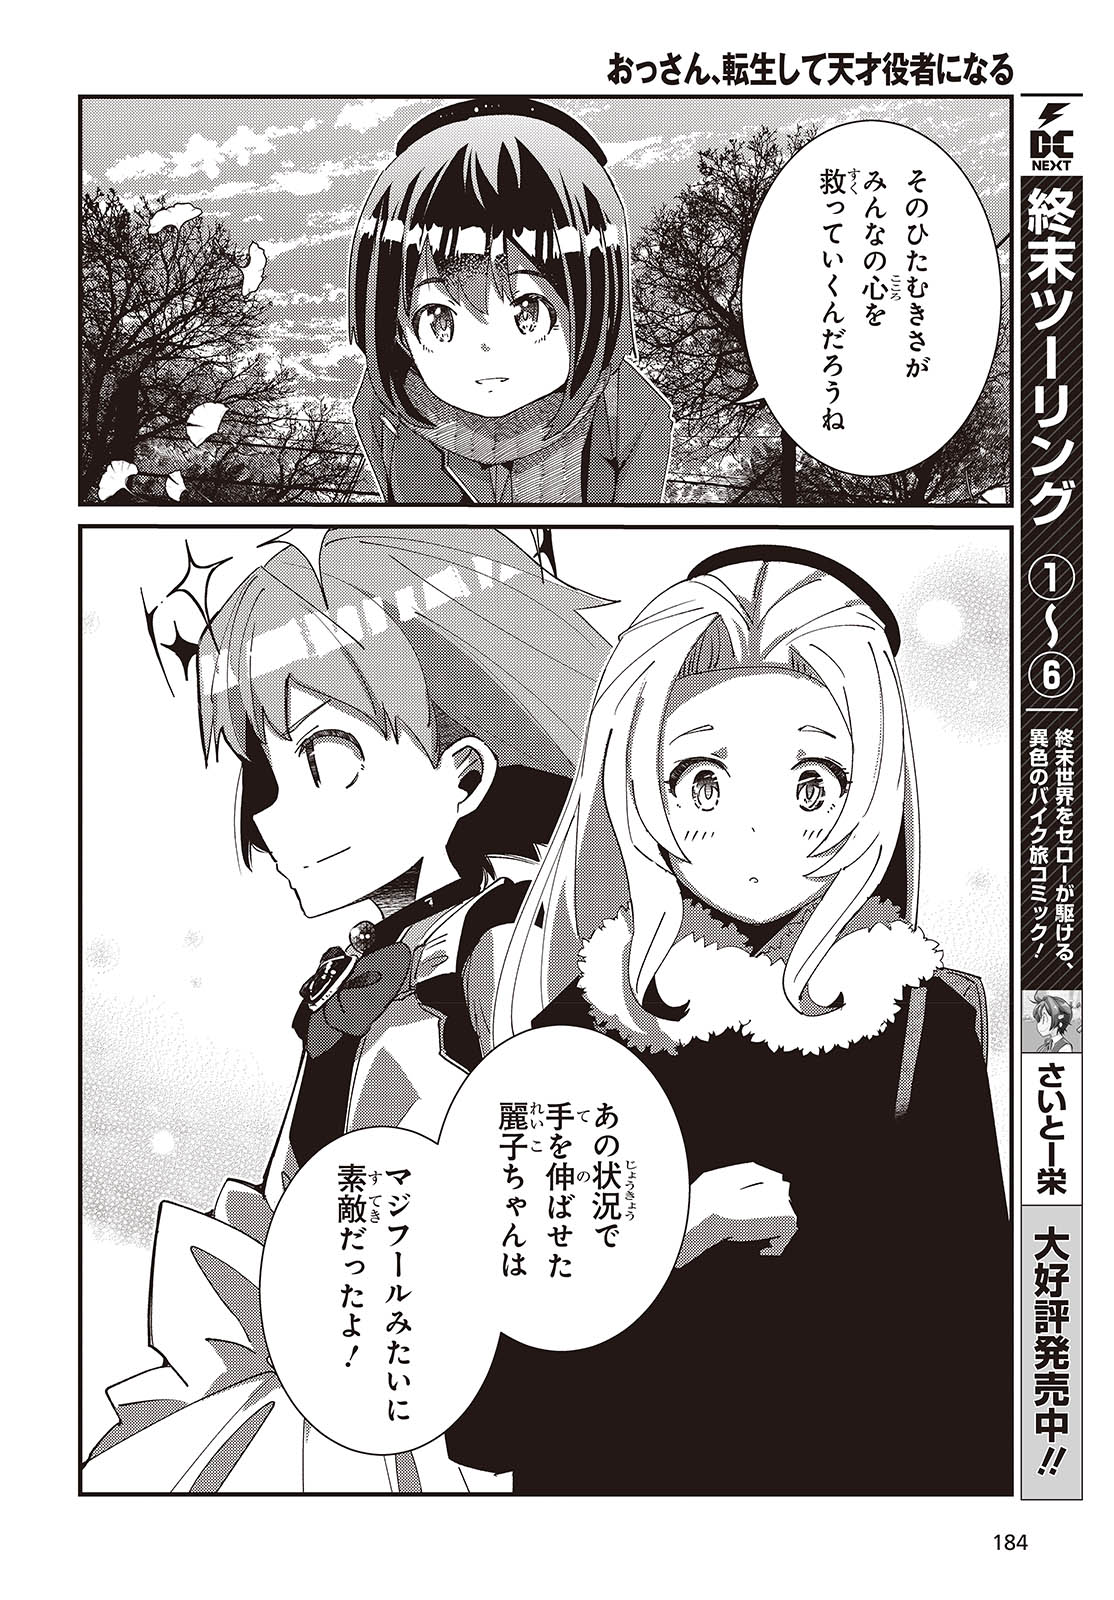 おっさん、転生して天才役者になる
そのひたむきさが
みんなの心を
救っていくんだろうね
あの状況で
手を伸ばせた
麗子ちゃんは
マジフールみたいに
素敵だったよ！
DC
NEXT
終末ツーリング ①〜⑥
終末世界をセローが駆ける、
異色のバイク旅コミック！
さいとー栄
大好評発売中!!
184